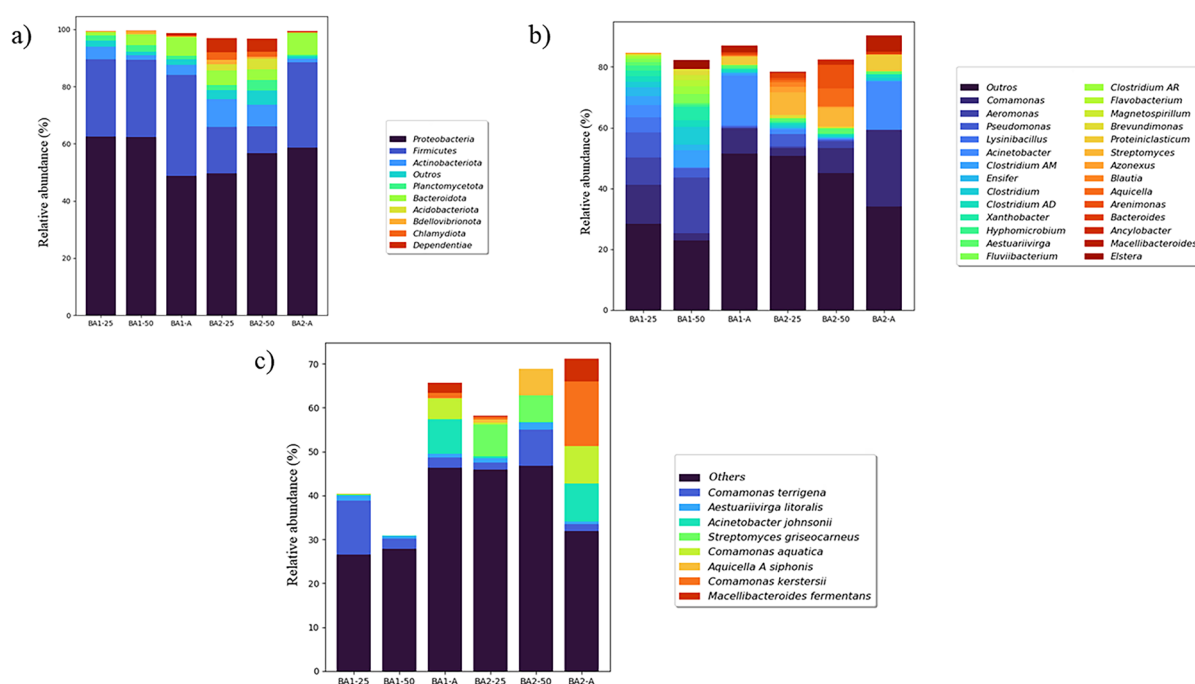 a)
Relative abundance (%)
100
80
60
40
20
0
BA1-25 BA1-50 BA1-A BA2-25 BA2-50 BA2-A
Proteobacteria
Firmicutes
Actinobacteriota
Outros
Planctomycetota
Bacteroidota
Acidobacteriota
Bdellovibrionota
Chlamydiota
Dependentiae
b)
Relative abundance (%)
80
60
40
20
0
BA1-25 BA1-50 BA1-A BA2-25 BA2-50 BA2-A
Outros
Comamonas
Aeromonas
Pseudomonas
Lysinibacillus
Acinetobacter
Clostridium AM
Ensifer
Clostridium
Clostridium AD
Xanthobacter
Hyphomicrobium
Aestuariivirga
Fluviibacterium
Clostridium AR
Flavobacterium
Magnetospirillum
Brevundimonas
Proteiniclasticum
Streptomyces
Azonexus
Blautia
Aquicella
Arenimonas
Bacteroides
Ancylobacter
Macellibacteroides
Elstera
c)
Relative abundance (%)
70
60
50
40
30
20
10
0
BA1-25 BA1-50 BA1-A BA2-25 BA2-50 BA2-A
Others
Comamonas terrigena
Aestuariivirga litoralis
Acinetobacter johnsonii
Streptomyces griseocarneus
Comamonas aquatica
Aquicella A siphonis
Comamonas kerstersii
Macellibacteroides fermentans